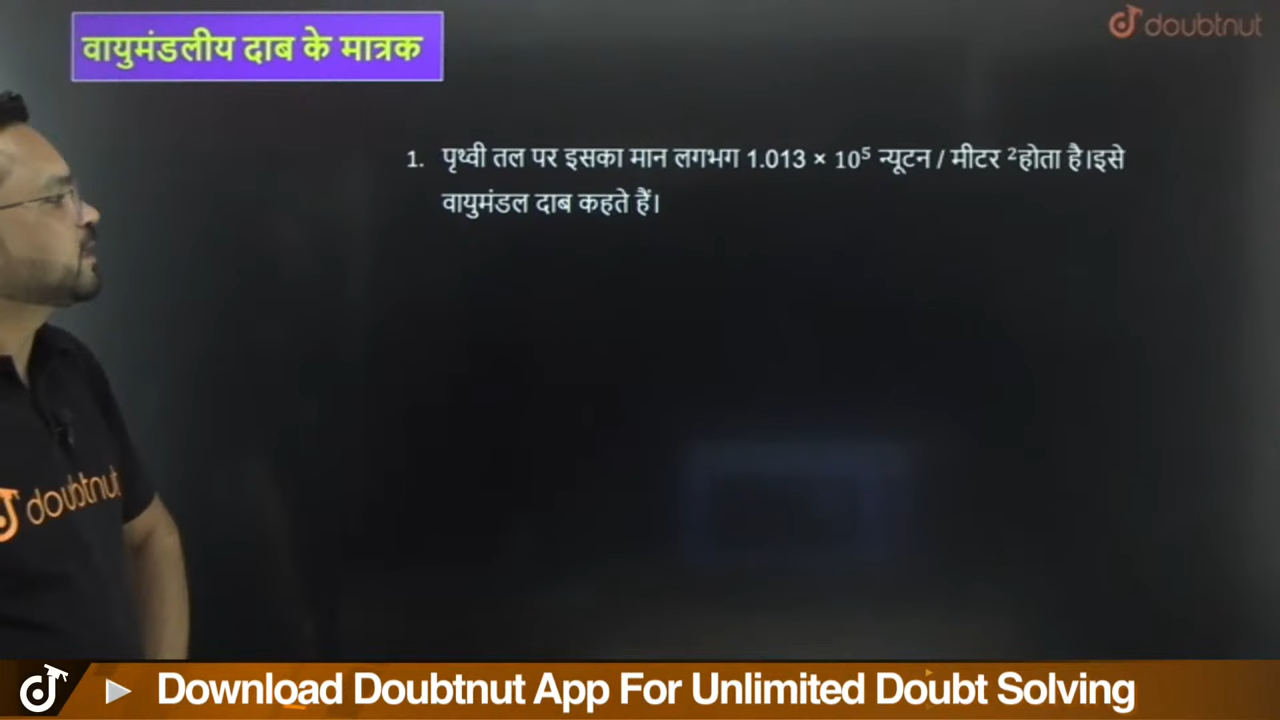 वायुमंडलीय दाब के मात्रक
doubtnut
1. पृथ्वी तल पर इसका मान लगभग 1.013 × 10⁵ न्यूटन / मीटर ²होता है।इसे
वायुमंडल दाब कहते हैं।
doubtnut
Download Doubtnut App For Unlimited Doubt Solving